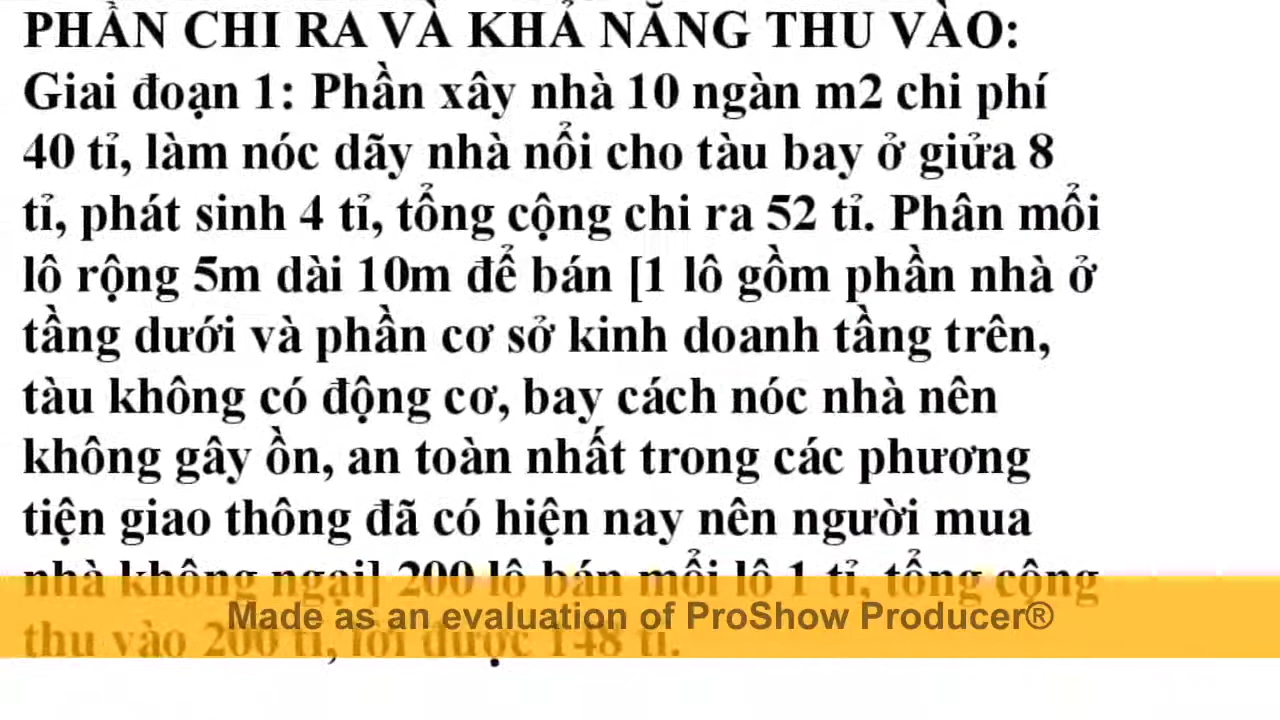 PHẦN CHI RA VÀ KHẢ NĂNG THU VÀO:
Giai đoạn 1: Phần xây nhà 10 ngàn m2 chi phí
40 tỉ, làm nóc dãy nhà nổi cho tàu bay ở giửa 8
tỉ, phát sinh 4 tỉ, tổng cộng chi ra 52 tỉ. Phân mổi
lô rộng 5m dài 10m để bán [1 lô gồm phần nhà ở
tầng dưới và phần cơ sở kinh doanh tầng trên,
tàu không có động cơ, bay cách nóc nhà nên
không gây ồn, an toàn nhất trong các phương
tiện giao thông đã có hiện nay nên người mua
nhà không ngại] 200 lô bán mổi lô 1 tỉ, tổng cộng
Made as an evaluation of ProShow Producer®
thu vào 200 tỉ, lời được 148 tỉ.